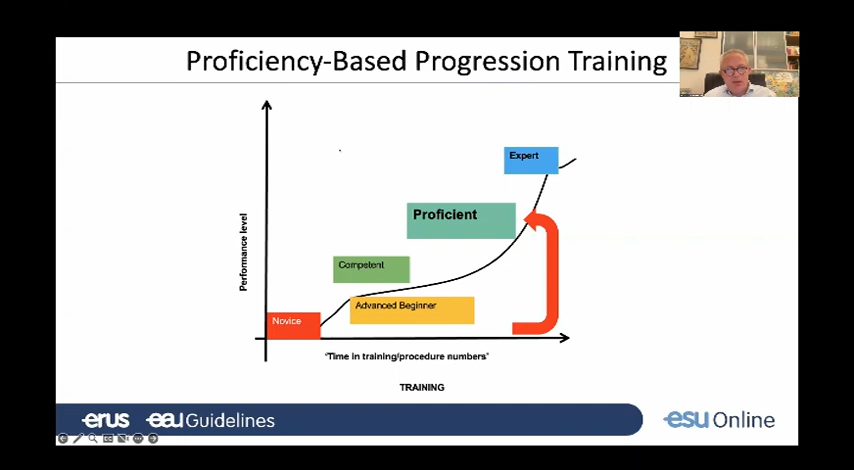 Proficiency-Based Progression Training
Expert
Proficient
Performance level
Competent
Advanced Beginner
Novice
'Time in training/procedure numbers'
TRAINING
erus eau Guidelines
esu Online